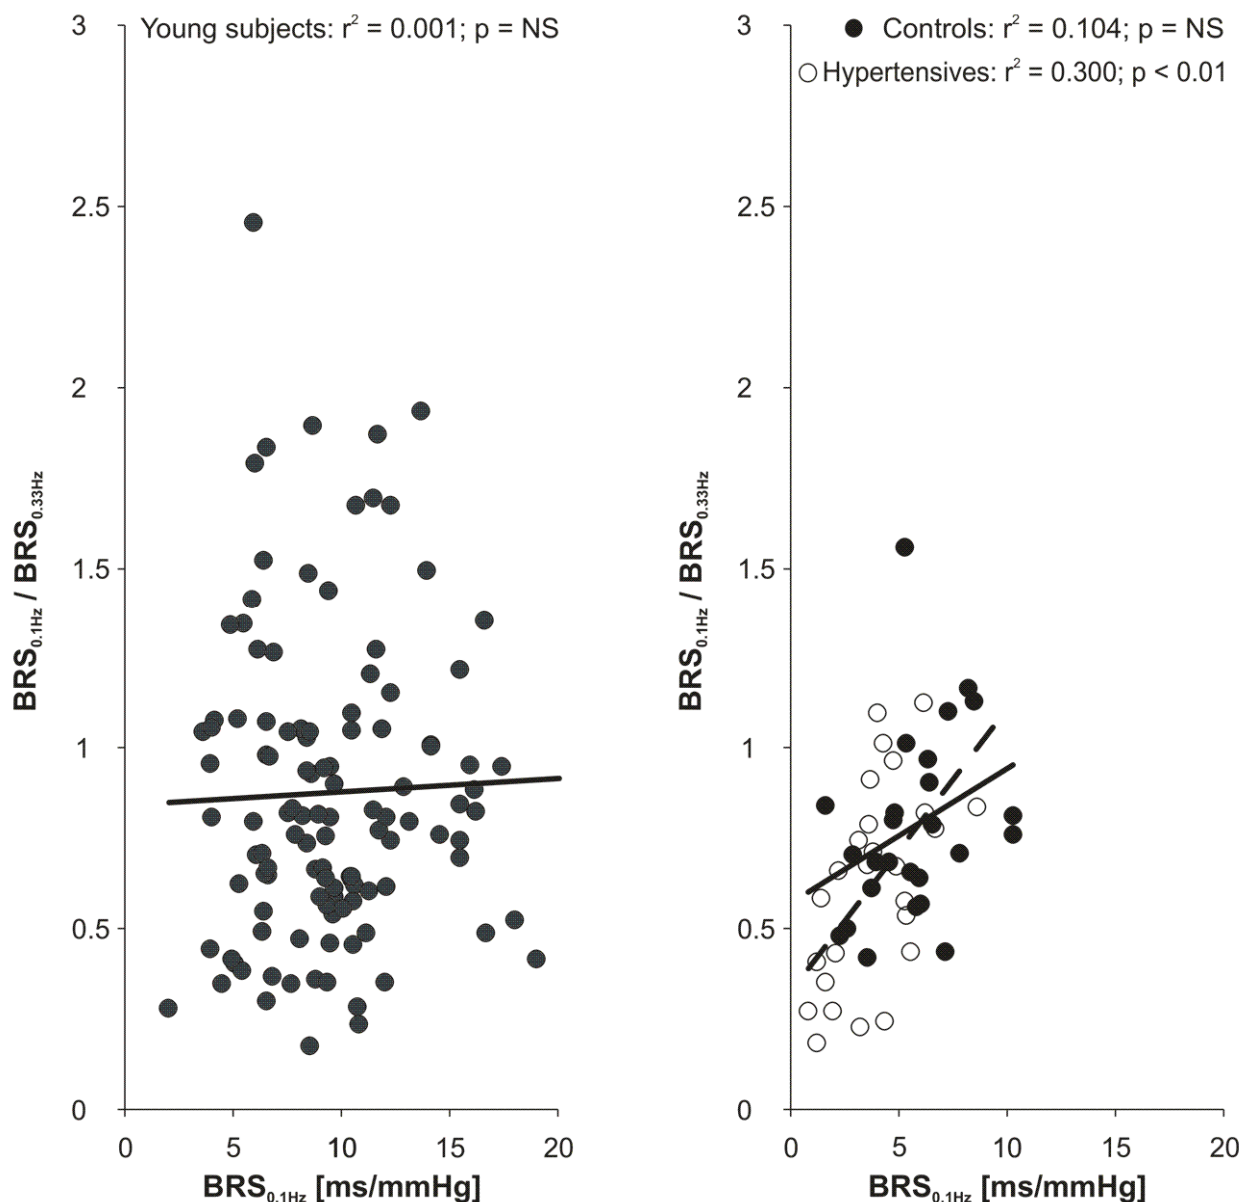 Young subjects: r² = 0.001; p = NS
3
2.5
2
1.5
1
0.5
0
0 5 10 15 20
BRS0.1Hz / BRS0.33Hz
BRS0.1Hz [ms/mmHg]
Controls: r² = 0.104; p = NS
Hypertensives: r² = 0.300; p < 0.01
3
2.5
2
1.5
1
0.5
0
0 5 10 15 20
BRS0.1Hz / BRS0.33Hz
BRS0.1Hz [ms/mmHg]